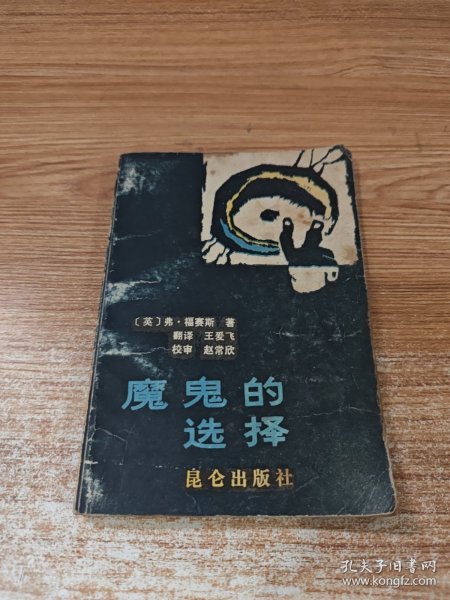 〔英〕弗·福赛斯 著
翻译 王爱飞
校审 赵常欣
魔鬼的
选择
昆仑出版社
孔夫子旧书网
www.kongfz.com